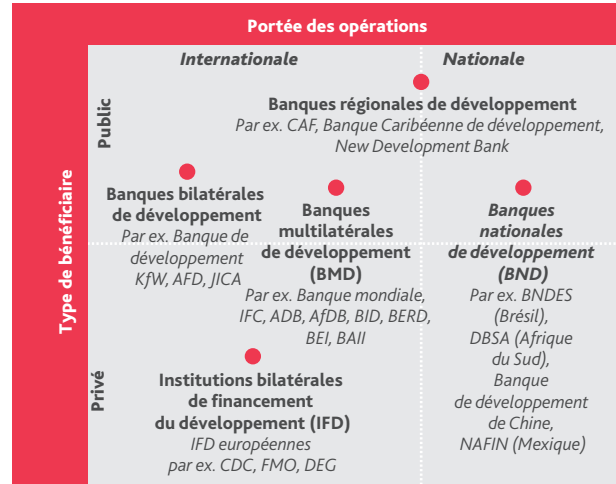 Portée des opérations
Internationale
Nationale
Type de bénéficiaire
Public
Banques régionales de développement
Par ex. CAF, Banque Caribéenne de développement,
New Development Bank
Banques bilatérales
de développement
Par ex. Banque de
développement
KfW, AFD, JICA
Banques
multilatérales
de développement
(BMD)
Par ex. Banque mondiale,
IFC, ADB, AfDB, BID, BERD,
BEI, BAII
Banques
nationales
de développement
(BND)
Par ex. BNDES
(Brésil),
DBSA (Afrique
du Sud),
Banque
de développement
de Chine,
NAFIN (Mexique)
Privé
Institutions bilatérales
de financement
du développement (IFD)
IFD européennes
par ex. CDC, FMO, DEG